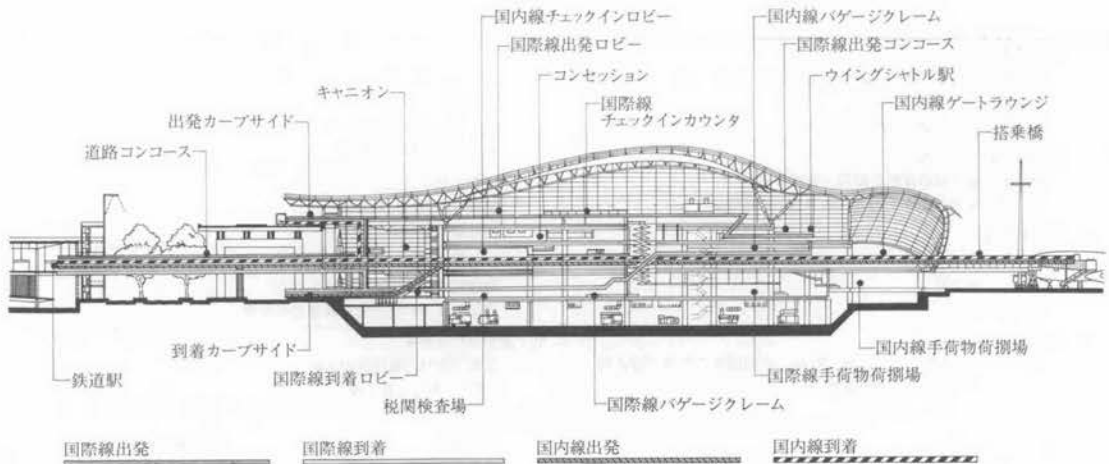 国内線チェックインロビー
国内線バゲージクレーム
国際線出発ロビー
国際線出発コンコース
コンセッション
ウイングシャトル駅
キャニオン
国際線
チェックインカウンタ
国内線ゲートラウンジ
出発カーブサイド
搭乗橋
道路コンコース
到着カーブサイド
国内線手荷物荷捌場
鉄道駅
国際線到着ロビー
国際線手荷物荷捌場
税関検査場
国際線バゲージクレーム
国際線出発
国際線到着
国内線出発
国内線到着